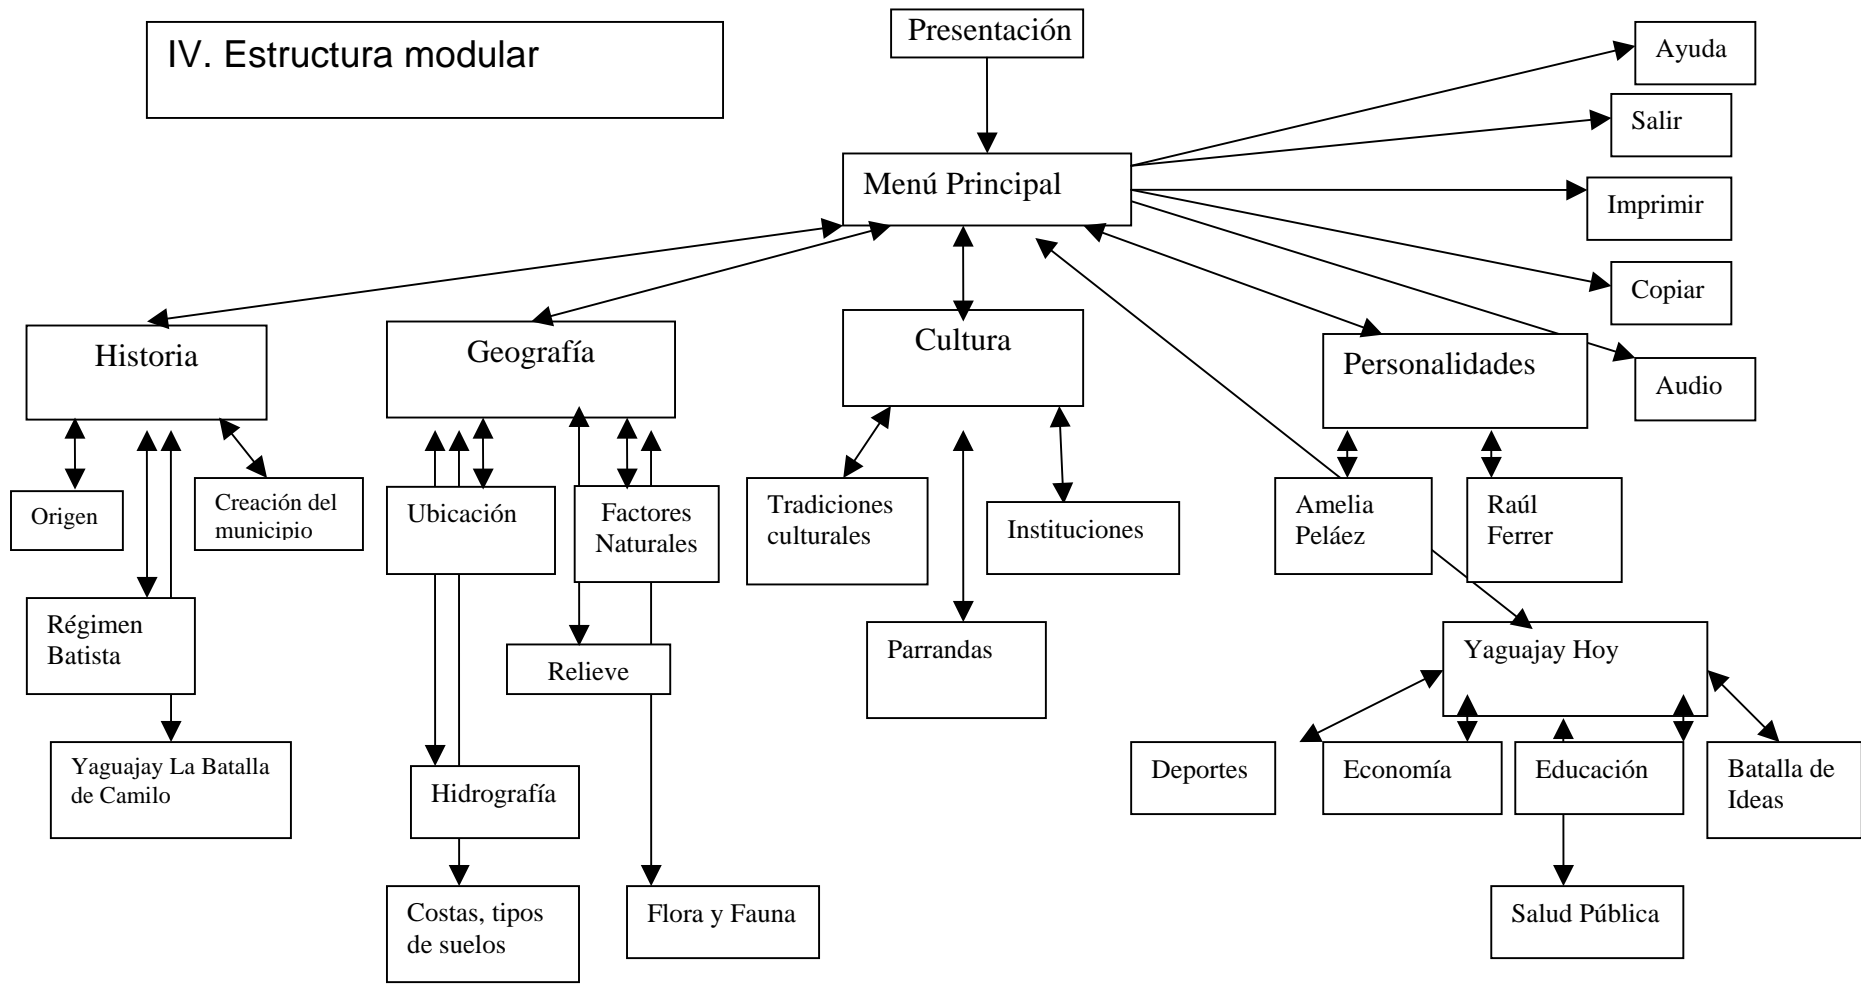 IV. Estructura modular
Presentación
Ayuda
Salir
Menú Principal
Imprimir
Copiar
Historia
Geografía
Cultura
Personalidades
Audio
Origen
Creación del
municipio
Ubicación
Factores
Naturales
Tradiciones
culturales
Instituciones
Amelia
Peláez
Raúl
Ferrer
Régimen
Batista
Relieve
Parrandas
Yaguajay Hoy
Yaguajay La Batalla
de Camilo
Hidrografía
Deportes
Economía
Educación
Batalla de
Ideas
Costas, tipos
de suelos
Flora y Fauna
Salud Pública